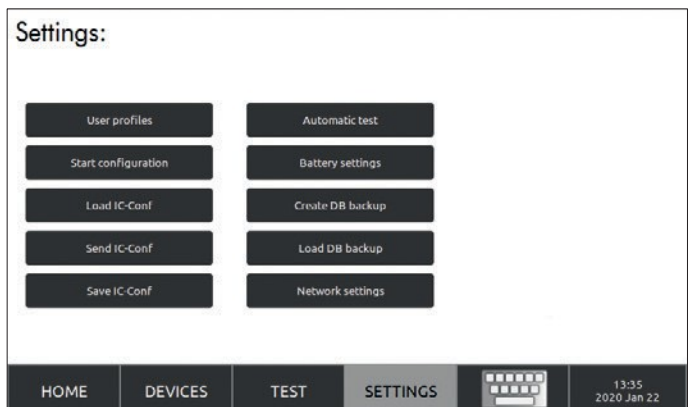 Settings:
User profiles
Automatic test
Start configuration
Battery settings
Load IC-Conf
Create DB backup
Send IC-Conf
Load DB backup
Save IC-Conf
Network settings
HOME
DEVICES
TEST
SETTINGS
13:35
2020 Jan 22